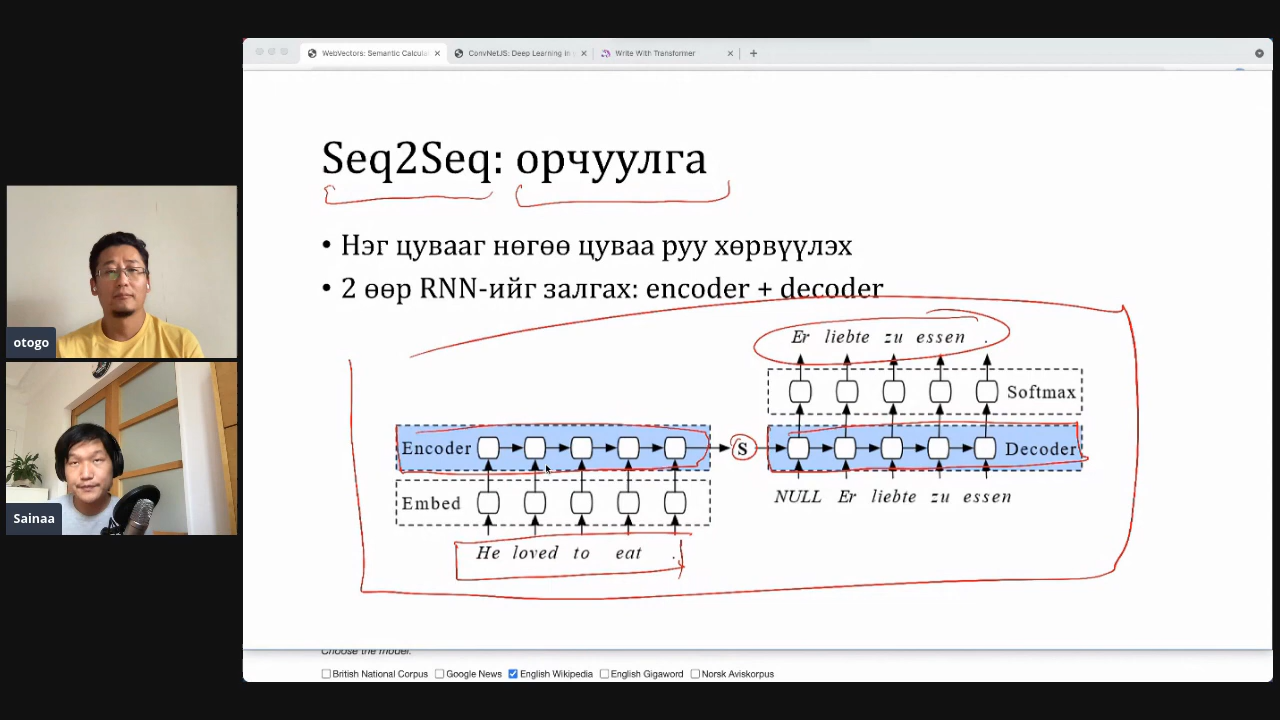 WebVectors: Semantic Calcula
ConvNetJS: Deep Learning in
Write With Transformer
Seq2Seq: орчуулга
• Нэг цувааг нөгөө цуваа руу хөрвүүлэх
• 2 өөр RNN-ийг залгах: encoder + decoder
Er liebte zu essen .
Softmax
Encoder
S
Decoder
Embed
NULL Er liebte zu essen
He loved to eat .
otogo
Sainaa
Choose the model:
British National Corpus
Google News
English Wikipedia
English Gigaword
Norsk Aviskorpus